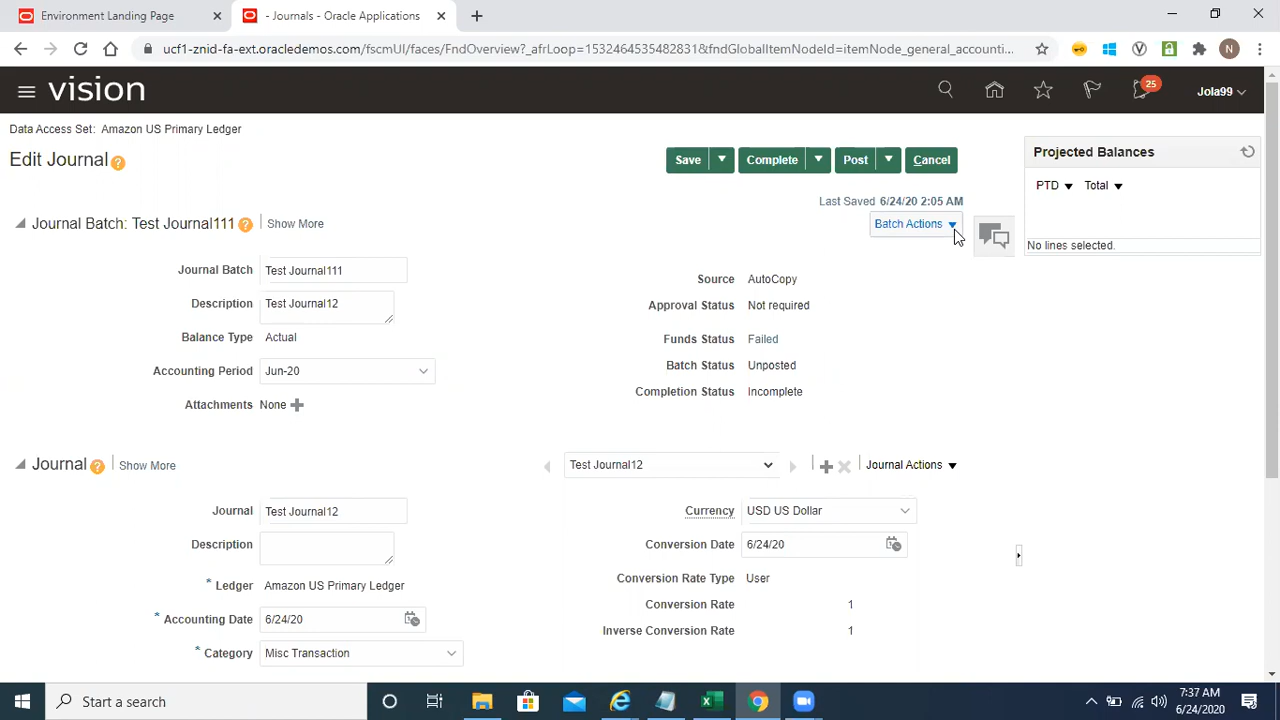 Environment Landing Page
- Journals - Oracle Applications
ucf1-znid-fa-ext.oracledemos.com/fscmUI/faces/FndOverview?_afrLoop=1532464535482831&fndGlobalItemNodeId=itemNode_general_accounti...
N
vision
25
Jola99
Data Access Set: Amazon US Primary Ledger
Edit Journal
Save
Complete
Post
Cancel
Projected Balances
PTD
Total
No lines selected.
Last Saved 6/24/20 2:05 AM
Journal Batch: Test Journal111
Show More
Batch Actions
Journal Batch Test Journal111
Description Test Journal12
Balance Type Actual
Accounting Period Jun-20
Attachments None
Source AutoCopy
Approval Status Not required
Funds Status Failed
Batch Status Unposted
Completion Status Incomplete
Journal
Show More
Test Journal12
Journal Actions
Journal Test Journal12
Description
* Ledger Amazon US Primary Ledger
* Accounting Date 6/24/20
* Category Misc Transaction
Currency USD US Dollar
Conversion Date 6/24/20
Conversion Rate Type User
Conversion Rate 1
Inverse Conversion Rate 1
Start a search
7:37 AM
6/24/2020